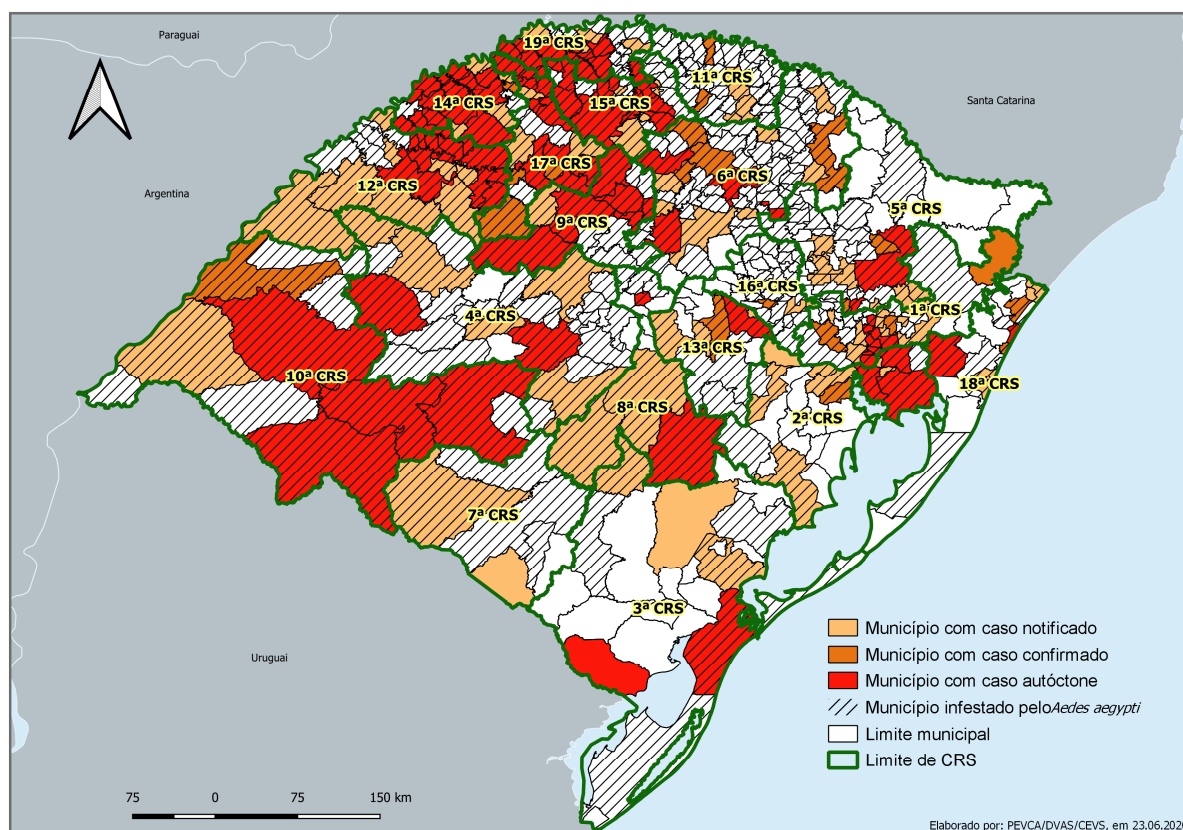 Paraguai
19ª CRS
11ª CRS
14ª CRS
15ª CRS
Santa Catarina
17ª CRS
6ª CRS
12ª CRS
Argentina
5ª CRS
9ª CRS
16ª CRS
1ª CRS
4ª CRS
13ª CRS
10ª CRS
18ª CRS
8ª CRS
2ª CRS
7ª CRS
3ª CRS
Uruguai
Município com caso notificado
Município com caso confirmado
Município com caso autóctone
Município infestado peloAedes aegypti
Limite municipal
Limite de CRS
75 0 75 150 km
Elaborado por: PEVCA/DVAS/CEVS, em 23.06.2020